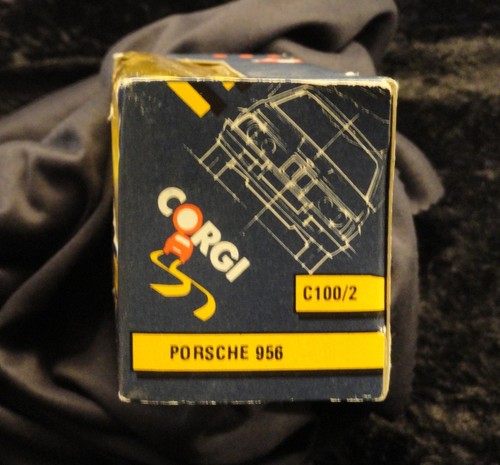 CORGI
C100/2
PORSCHE 956